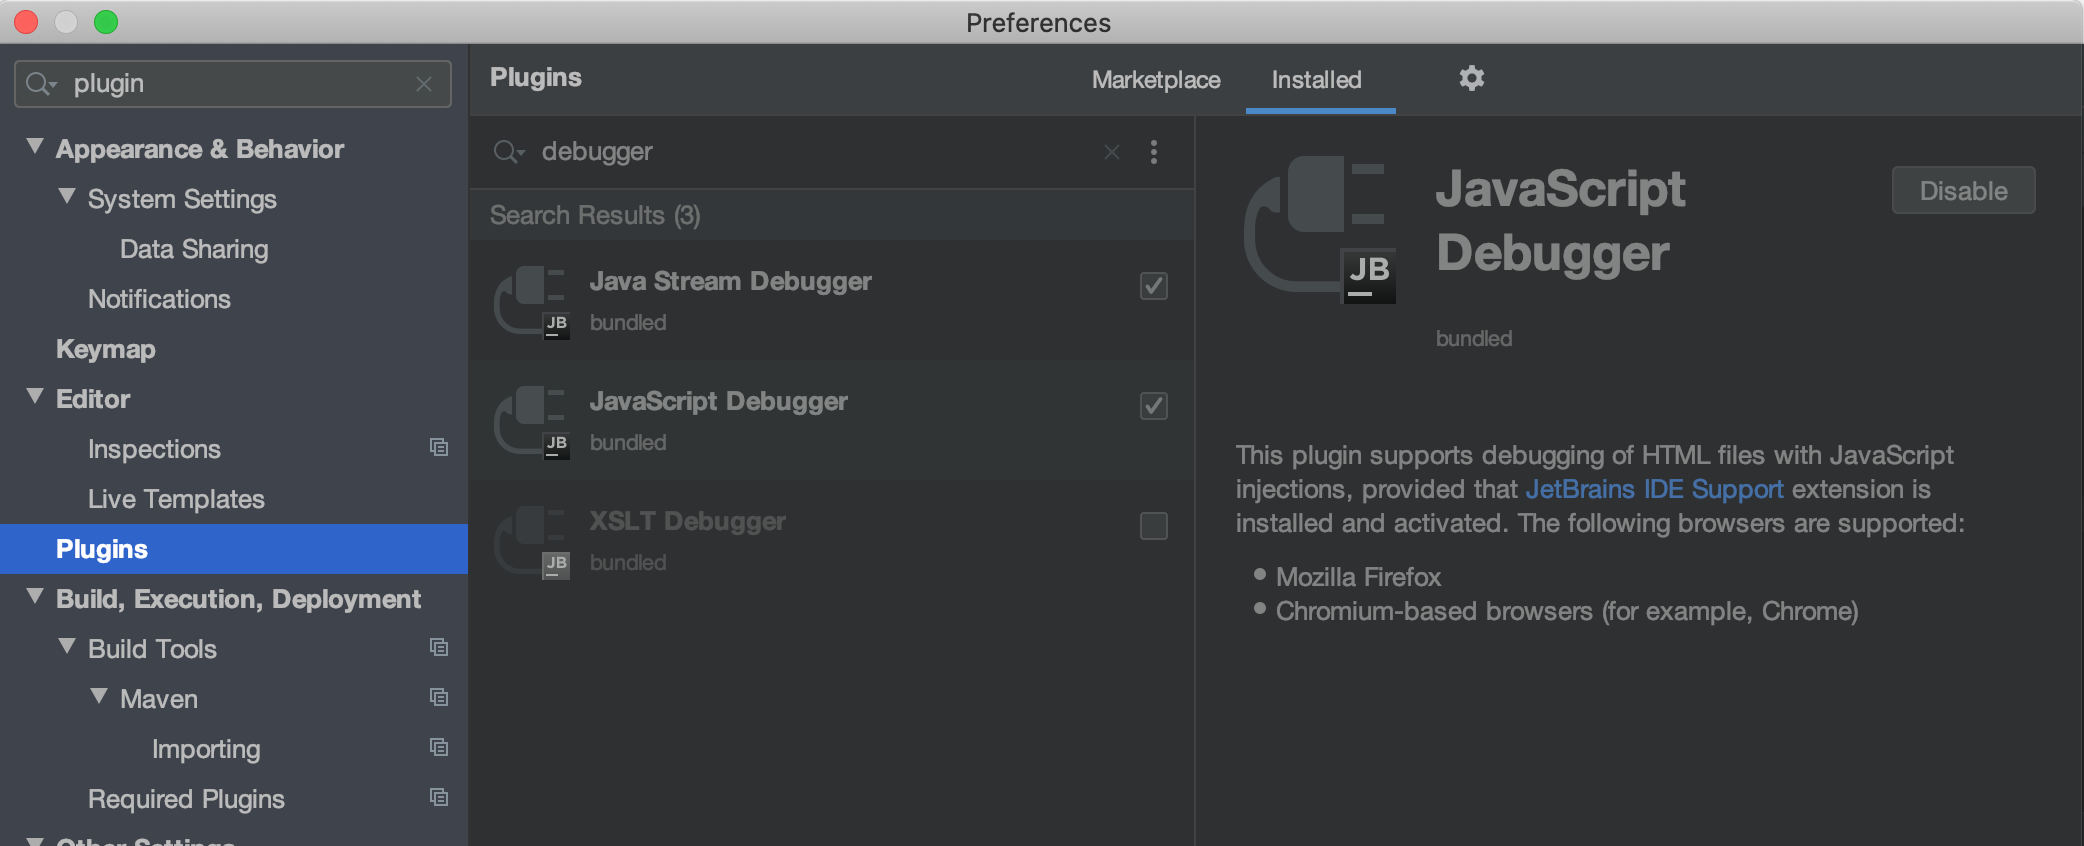 Preferences
plugin
Appearance & Behavior
System Settings
Data Sharing
Notifications
Keymap
Editor
Inspections
Live Templates
Plugins
Build, Execution, Deployment
Build Tools
Maven
Importing
Required Plugins
Other Settings
Plugins
Marketplace
Installed
debugger
Search Results (3)
Java Stream Debugger
bundled
JB
JavaScript Debugger
bundled
JB
XSLT Debugger
bundled
JB
JavaScript
Debugger
JB
Disable
bundled
This plugin supports debugging of HTML files with JavaScript
injections, provided that JetBrains IDE Support extension is
installed and activated. The following browsers are supported:
Mozilla Firefox
Chromium-based browsers (for example, Chrome)